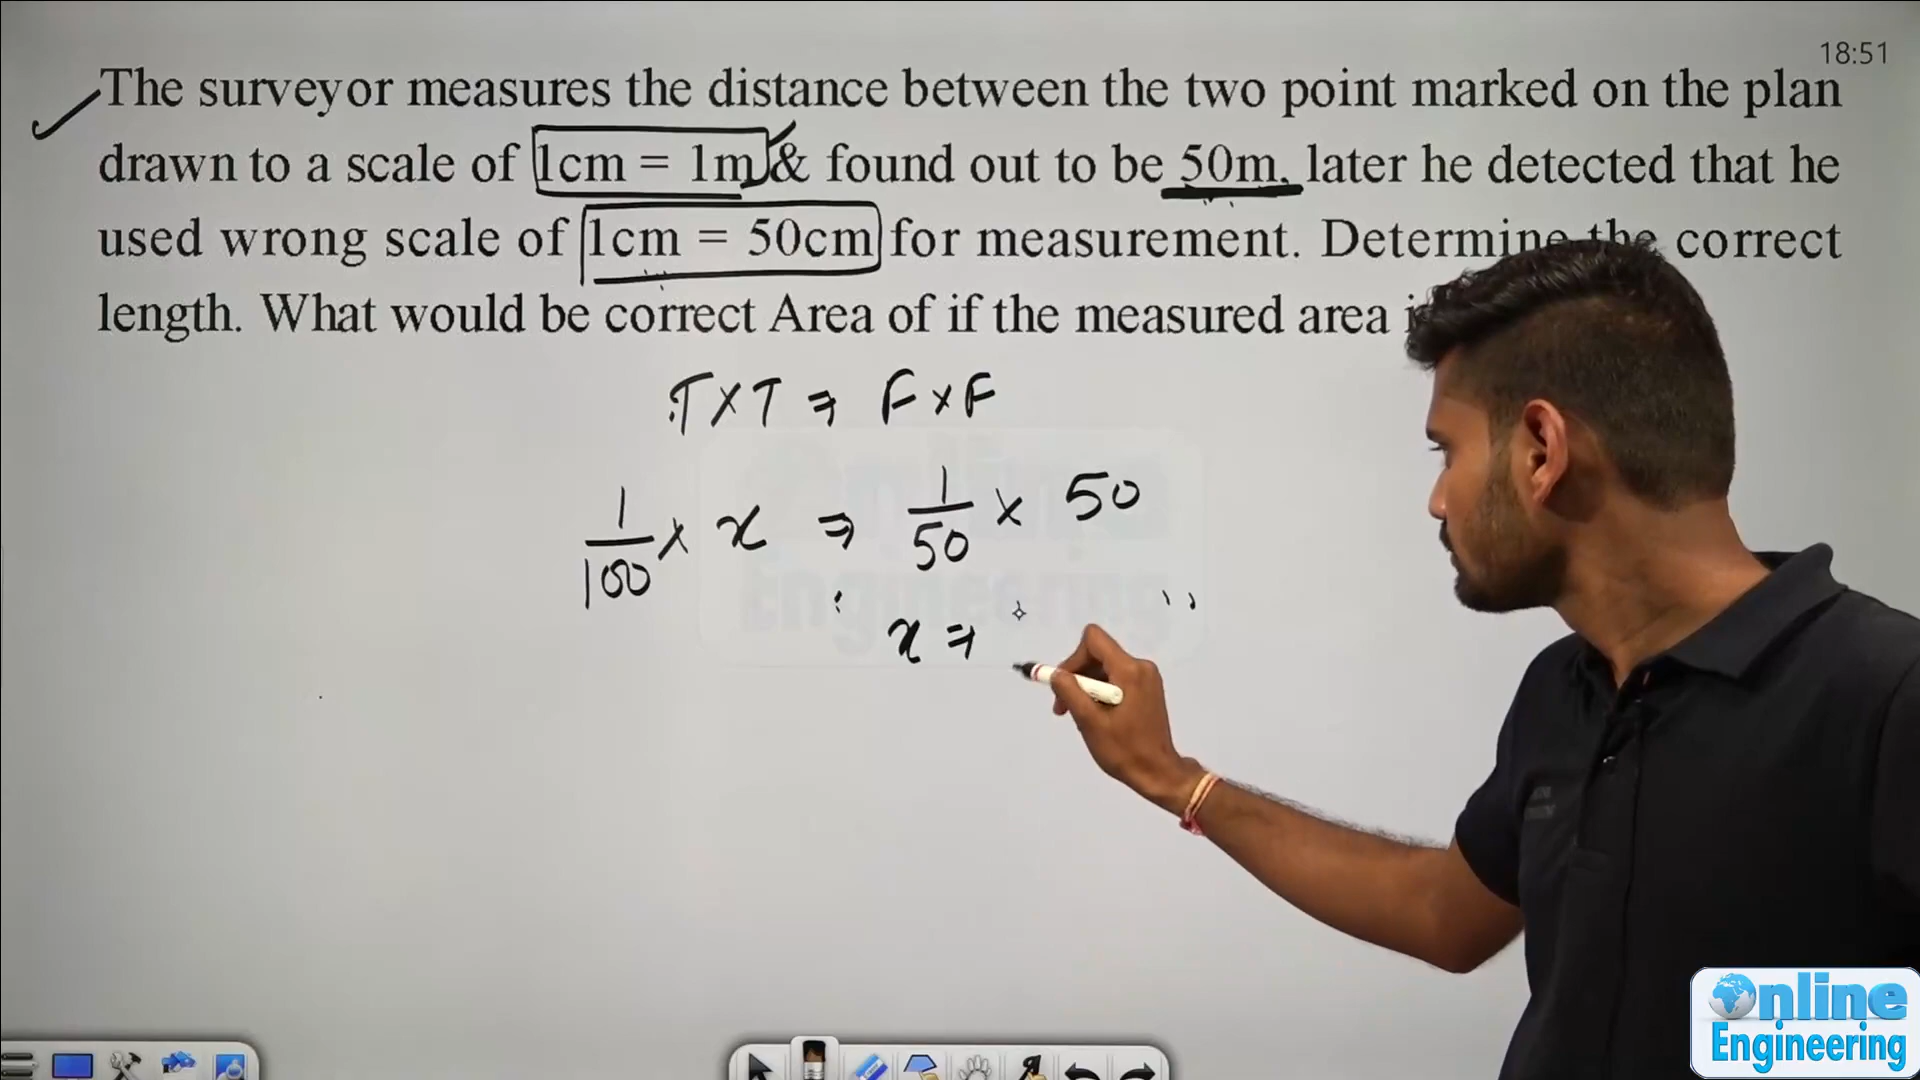 18:51
The surveyor measures the distance between the two point marked on the plan
drawn to a scale of 1cm = 1m & found out to be 50m, later he detected that he
used wrong scale of 1cm = 50cm for measurement. Determine the correct
length. What would be correct Area of if the measured area
T×T ⇒ F×F
1/100 × x ⇒ 1/50 × 50
x ⇒
Online
Engineering
Online
Engineering